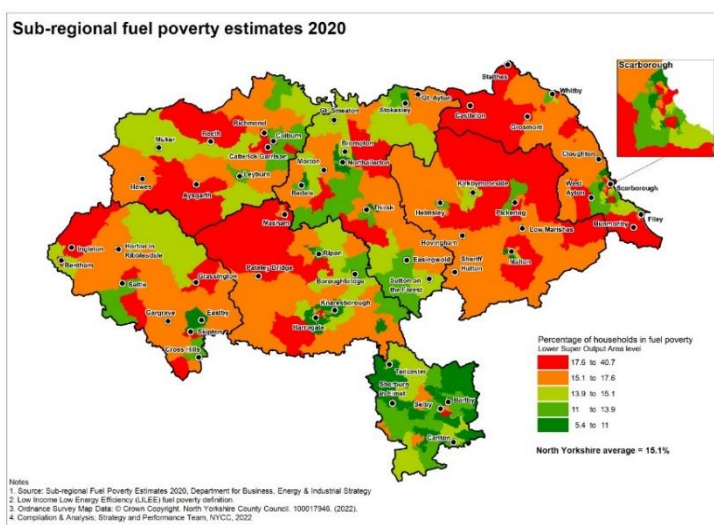 Sub-regional fuel poverty estimates 2020
Scarborough
Staithes
Whitby
Gt. Ayton
Stokesley
Castleton
Grosmont
Gt. Smeaton
Richmond
Colburn
Reeth
Muker
Catterick Garrison
Brompton
Northallerton
Morton
Cloughton
Hawes
Leyburn
Aysgarth
Bedale
Kirkbymoorside
West Ayton
Scarborough
Helmsley
Pickering
Thirsk
Masham
Filey
Hunmanby
Low Marishes
Hovingham
Ingleton
Horton in Ribblesdale
Bentham
Ripon
Easingwold
Sheriff Hutton
Malton
Pateley Bridge
Grassington
Boroughbridge
Sutton on the Forest
Settle
Knaresborough
Gargrave
Eastby
Skipton
Harrogate
Cross Hills
Tadcaster
Sherburn in Elmet
Selby
Barlby
Carlton
Percentage of households in fuel poverty
Lower Super Output Area level
17.6 to 40.7
15.1 to 17.6
13.9 to 15.1
11 to 13.9
5.4 to 11
North Yorkshire average = 15.1%
Notes
1. Source: Sub-regional Fuel Poverty Estimates 2020, Department for Business, Energy & Industrial Strategy
2. Low Income Low Energy Efficiency (LILEE) fuel poverty definition.
3. Ordnance Survey Map Data: © Crown Copyright. North Yorkshire County Council. 100017946. (2022).
4. Compilation & Analysis; Strategy and Performance Team, NYCC, 2022